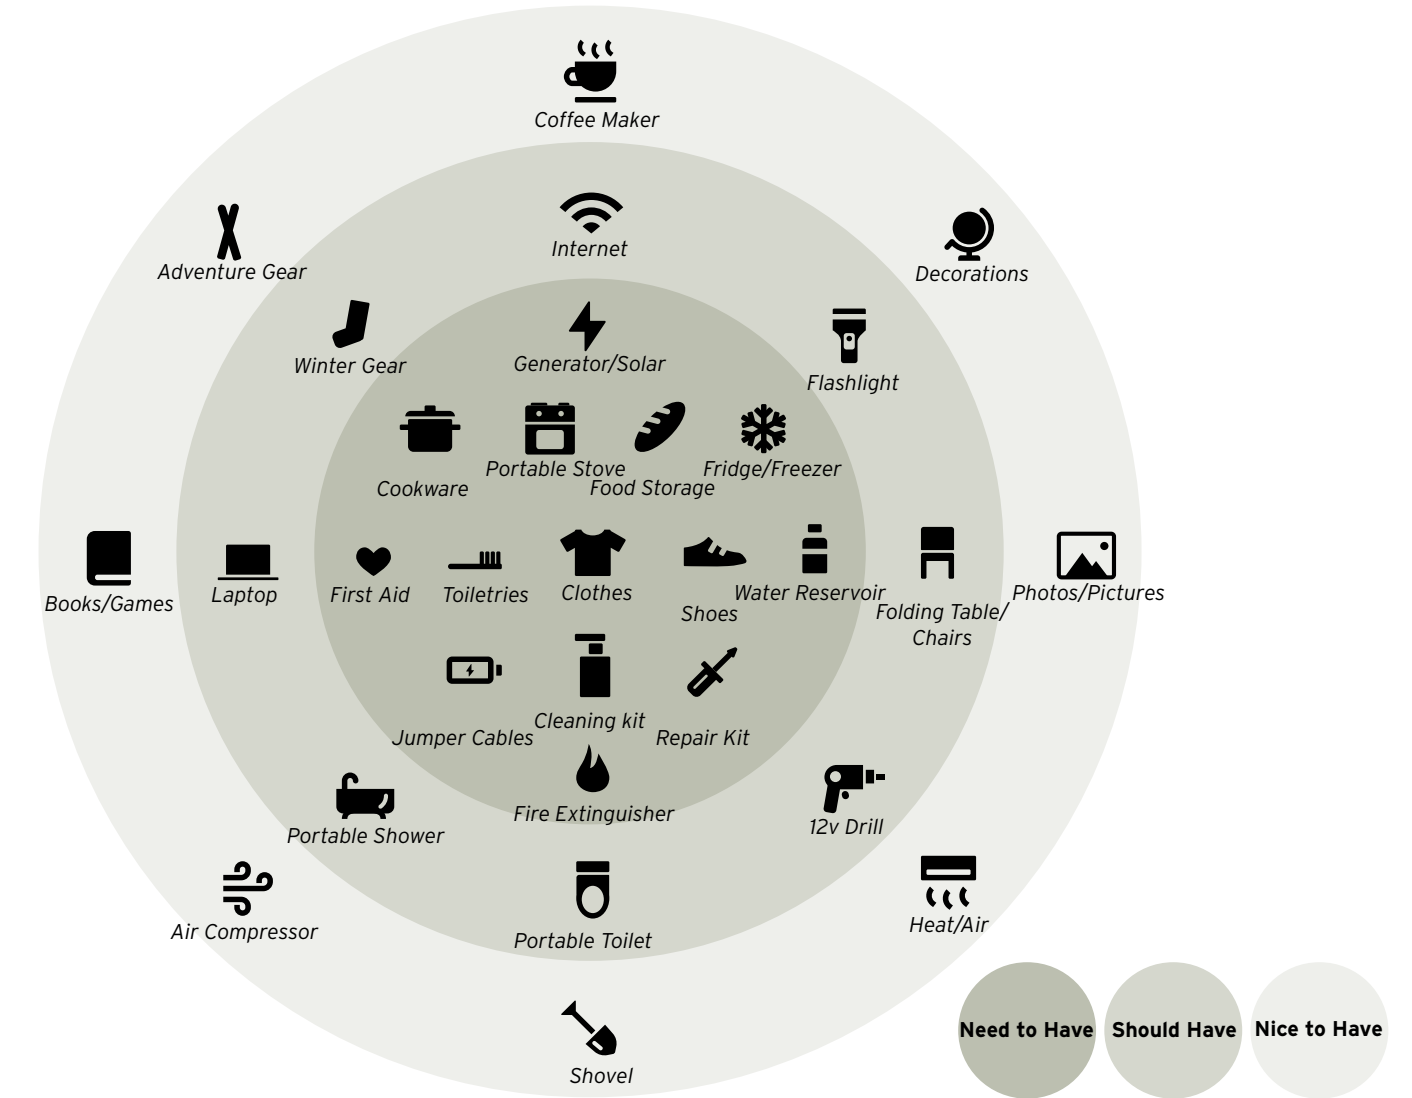 Coffee Maker
Internet
Adventure Gear
Decorations
Winter Gear
Generator/Solar
Flashlight
Cookware
Portable Stove
Food Storage
Fridge/Freezer
Books/Games
Laptop
First Aid
Toiletries
Clothes
Shoes
Water Reservoir
Folding Table/
Chairs
Photos/Pictures
Jumper Cables
Cleaning kit
Repair Kit
Portable Shower
Fire Extinguisher
12v Drill
Air Compressor
Portable Toilet
Heat/Air
Need to Have
Should Have
Nice to Have
Shovel